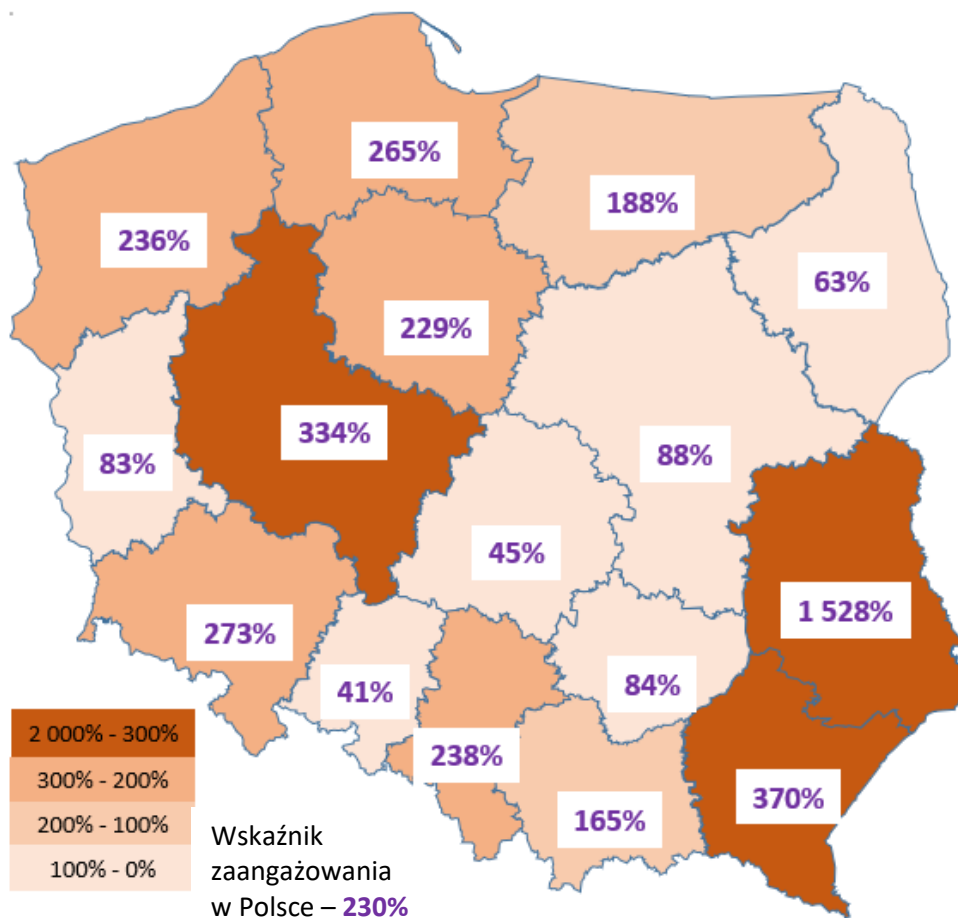 265%
188%
236%
63%
229%
334%
88%
83%
45%
1 528%
273%
84%
41%
238%
370%
165%
2 000% - 300%
300% - 200%
200% - 100%
100% - 0%
Wskaźnik
zaangażowania
w Polsce – 230%